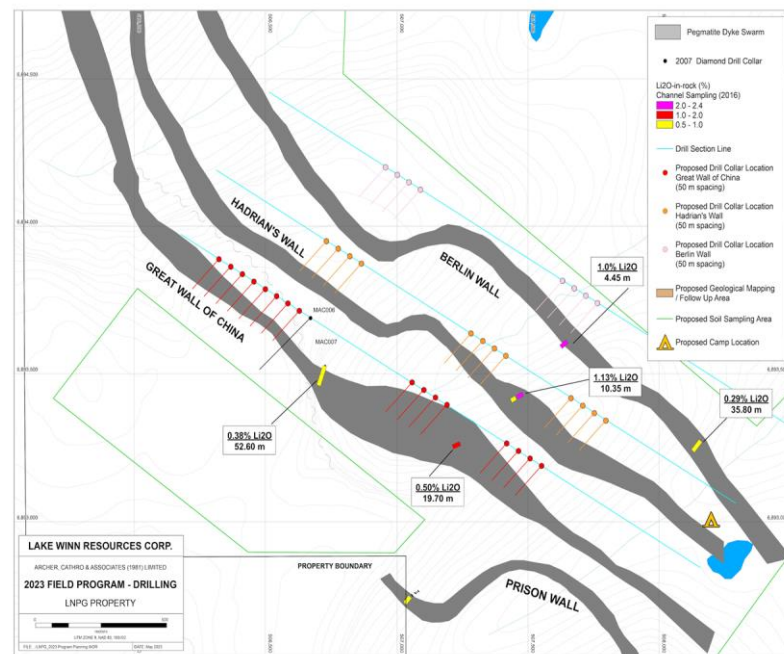 HADRIAN'S WALL
GREAT WALL OF CHINA
BERLIN WALL
PRISON WALL
MAC006
MAC007
1.0% Li2O
4.45 m
1.13% Li2O
10.35 m
0.29% Li2O
35.80 m
0.38% Li2O
52.60 m
0.50% Li2O
19.70 m
PROPERTY BOUNDARY
Pegmatite Dyke Swarm
2007 Diamond Drill Collar
Li2O-in-rock (%)
Channel Sampling (2016)
2.0 - 2.4
1.0 - 2.0
0.5 - 1.0
Drill Section Line
Proposed Drill Collar Location
Great Wall of China
(50 m spacing)
Proposed Drill Collar Location
Hadrian's Wall
(50 m spacing)
Proposed Drill Collar Location
Berlin Wall
(50 m spacing)
Proposed Geological Mapping
/ Follow Up Area
Proposed Soil Sampling Area
Proposed Camp Location
LAKE WINN RESOURCES CORP.
ARCHER, CATHRO & ASSOCIATES (1981) LIMITED
2023 FIELD PROGRAM - DRILLING
LNPG PROPERTY
DATE: May 2023